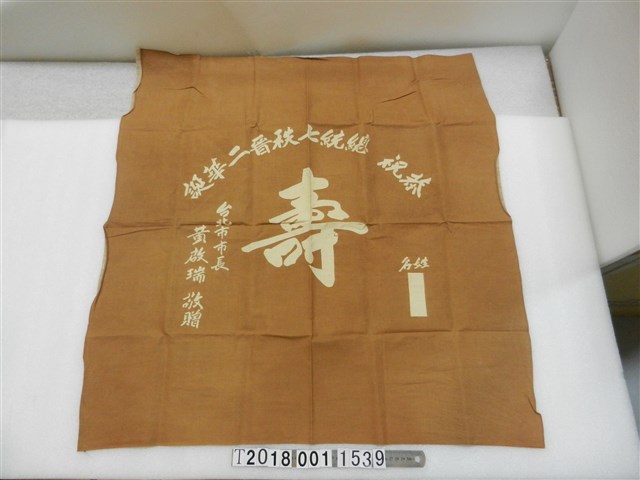 恭祝 總統七秩晉二華誕
壽
姓名
台北市市長
黃啟瑞 敬贈
T2018 001 1539